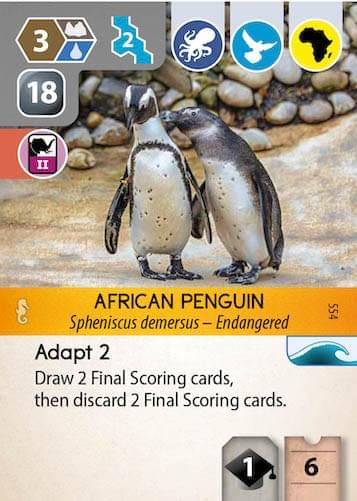 3
2
18
II
AFRICAN PENGUIN
Spheniscus demersus – Endangered
554
Adapt 2
Draw 2 Final Scoring cards,
then discard 2 Final Scoring cards.
1
6